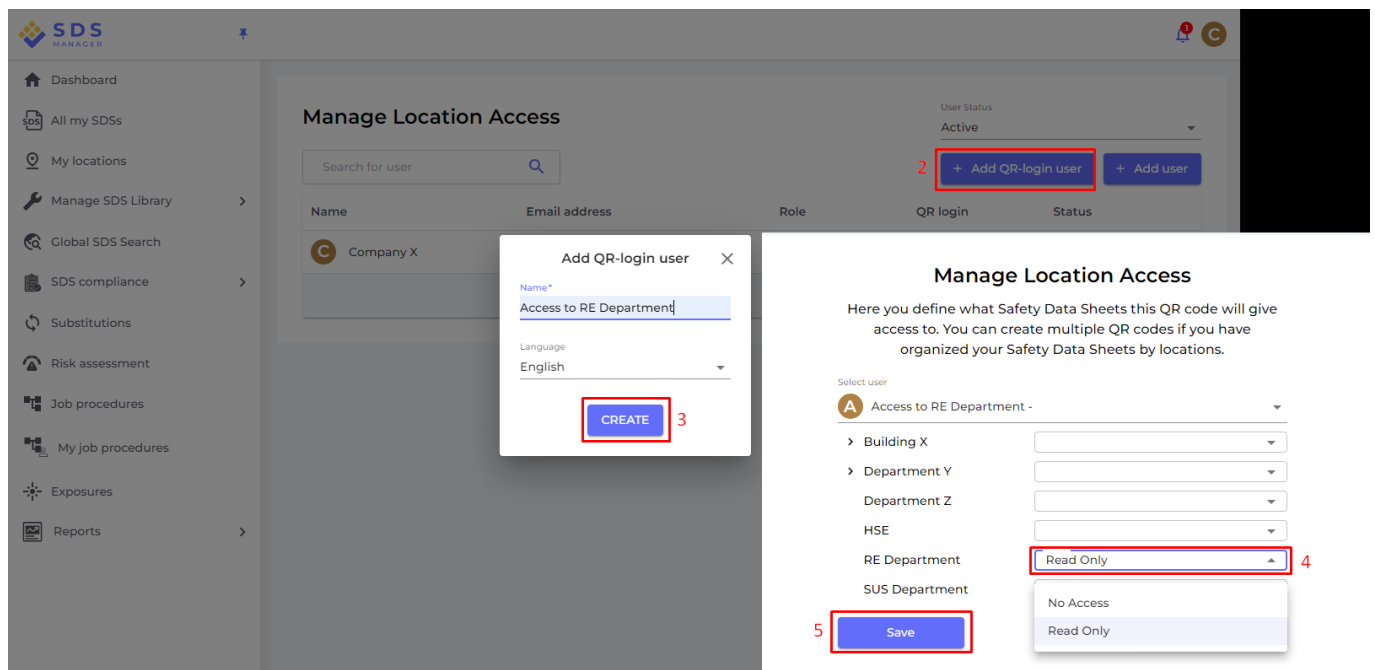 SDS
MANAGER
1
C
Dashboard
SDS
All my SDSs
My locations
Manage SDS Library
Global SDS Search
SDS compliance
Substitutions
Risk assessment
Job procedures
My job procedures
Exposures
Reports
Manage Location Access
User Status
Active
Search for user
2
+ Add QR-login user
+ Add user
Name Email address Role QR login Status
C Company X
Add QR-login user
Name*
Access to RE Department
Language
English
CREATE
3
Manage Location Access
Here you define what Safety Data Sheets this QR code will give
access to. You can create multiple QR codes if you have
organized your Safety Data Sheets by locations.
Select user
A Access to RE Department -
Building X
Department Y
Department Z
HSE
RE Department Read Only 4
SUS Department
No Access
Read Only
5 Save